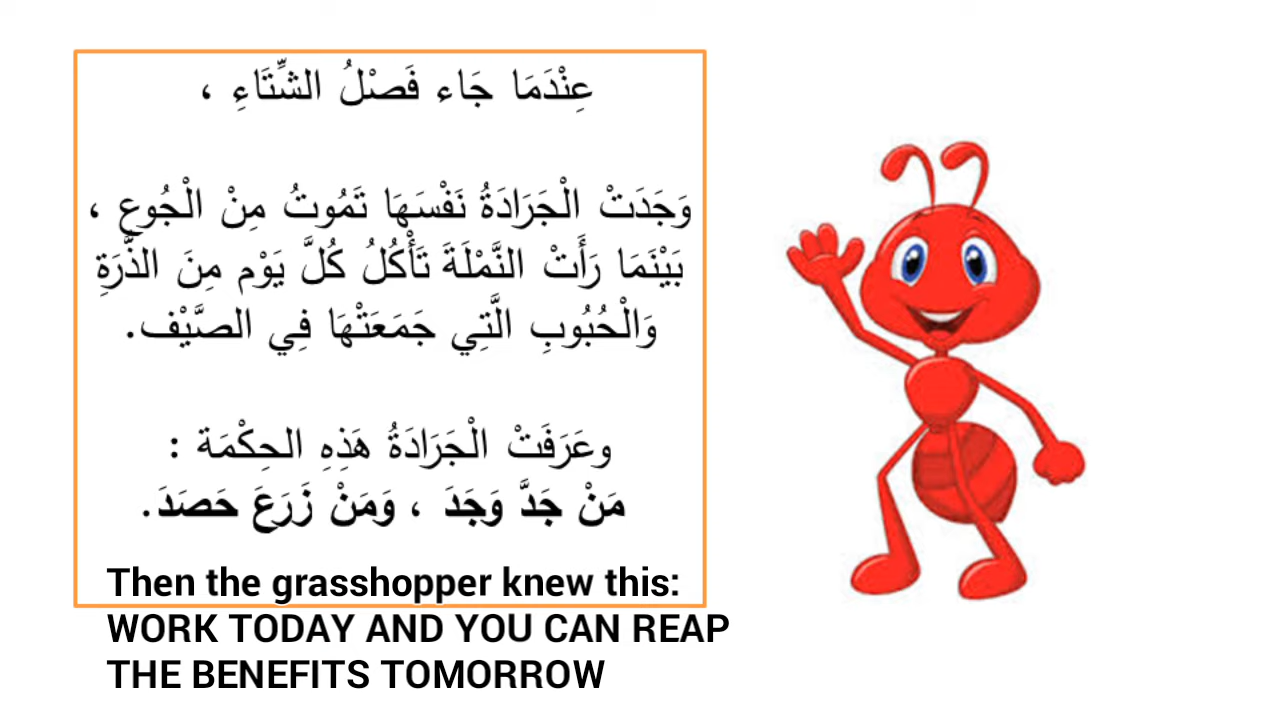 عِنْدَمَا جَاء فَصْلُ الشِّتَاءِ ،
وَجَدَتْ الْجَرَادَةُ نَفْسَهَا تَمُوتُ مِنْ الْجُوعِ ،
بَيْنَمَا رَأَتْ النَّمْلَةَ تَأْكُلُ كُلَّ يَوْم مِنَ الذَّرَةِ
وَالْحُبُوبِ الَّتِي جَمَعَتْهَا فِي الصَّيْف.
وعَرَفَتْ الْجَرَادَةُ هَذِهِ الحِكْمَة :
مَنْ جَدَّ وَجَدَ ، وَمَنْ زَرَعَ حَصَدَ.
Then the grasshopper knew this:
WORK TODAY AND YOU CAN REAP
THE BENEFITS TOMORROW